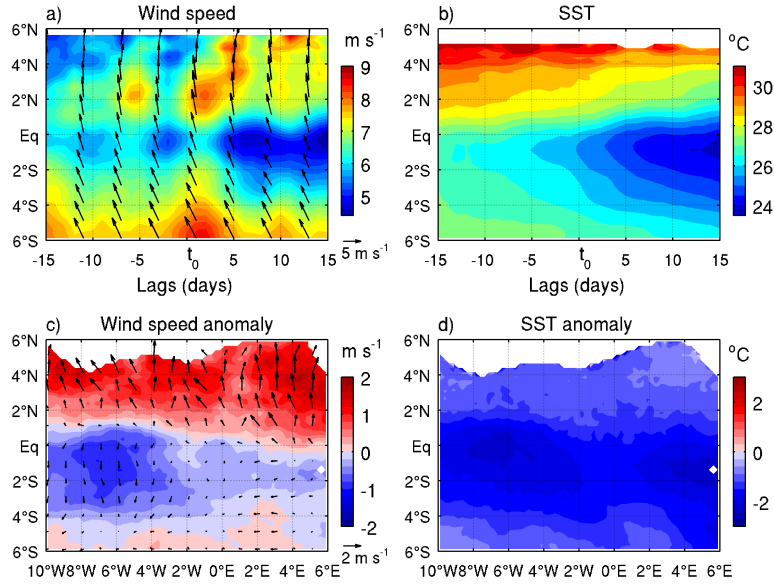 a) Wind speed
b) SST
m s-1
oC
6°N
4°N
2°N
Eq
2°S
4°S
6°S
9
8
7
6
5
6°N
4°N
2°N
Eq
2°S
4°S
6°S
30
28
26
24
-15 -10 -5 t0 5 10 15
5 m s-1
-15 -10 -5 t0 5 10 15
Lags (days)
Lags (days)
c) Wind speed anomaly
d) SST anomaly
m s-1
oC
6°N
4°N
2°N
Eq
2°S
4°S
6°S
2
1
0
-1
-2
6°N
4°N
2°N
Eq
2°S
4°S
6°S
2
0
-2
10°W 8°W 6°W 4°W 2°W 0°E 2°E 4°E 6°E
2 m s-1
10°W 8°W 6°W 4°W 2°W 0°E 2°E 4°E 6°E